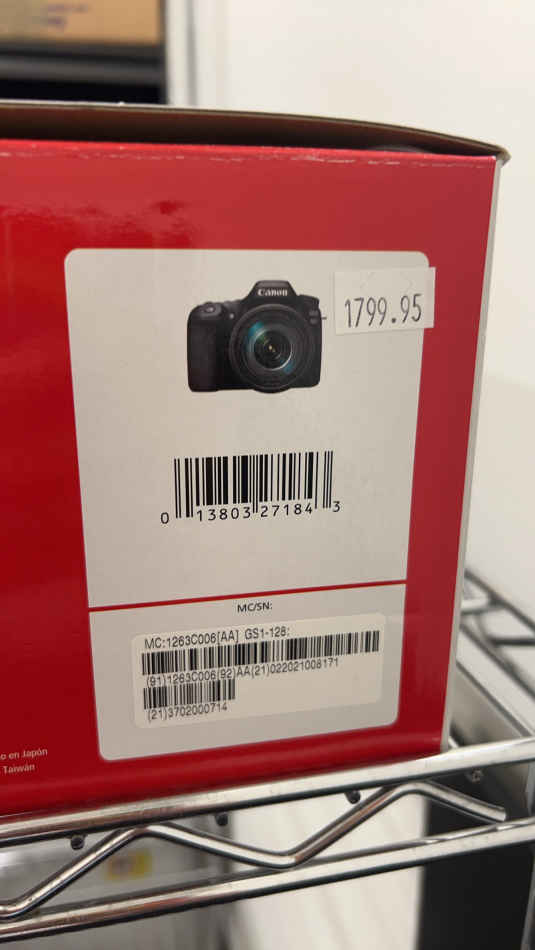 Canon
1799.95
0 13803 27184 3
MC/SN:
MC:1263C006[AA] GS1-128:
(91)1263C006(92)AA(21)022021008171
(21)3702000714
o en Japón
Taiwán